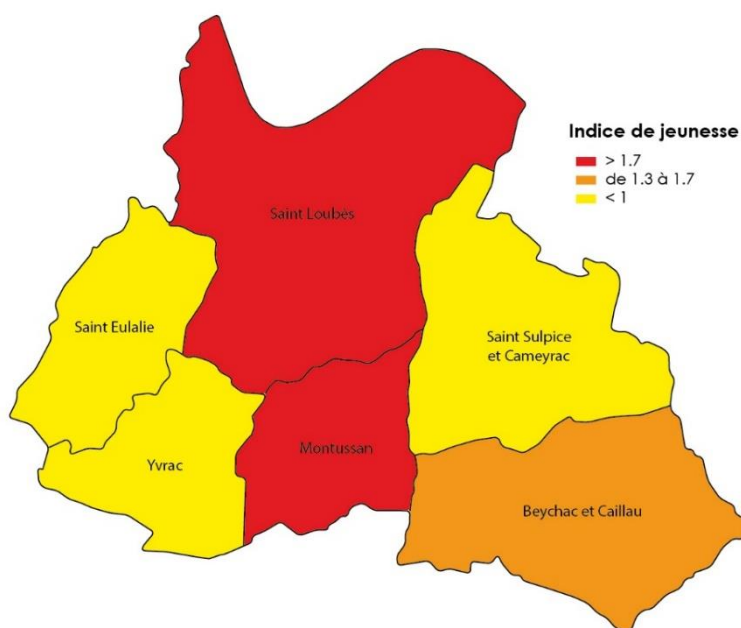 Indice de jeunesse
> 1.7
de 1.3 à 1.7
< 1
Saint Loubès
Saint Eulalie
Saint Sulpice
et Cameyrac
Yvrac
Montussan
Beychac et Caillau